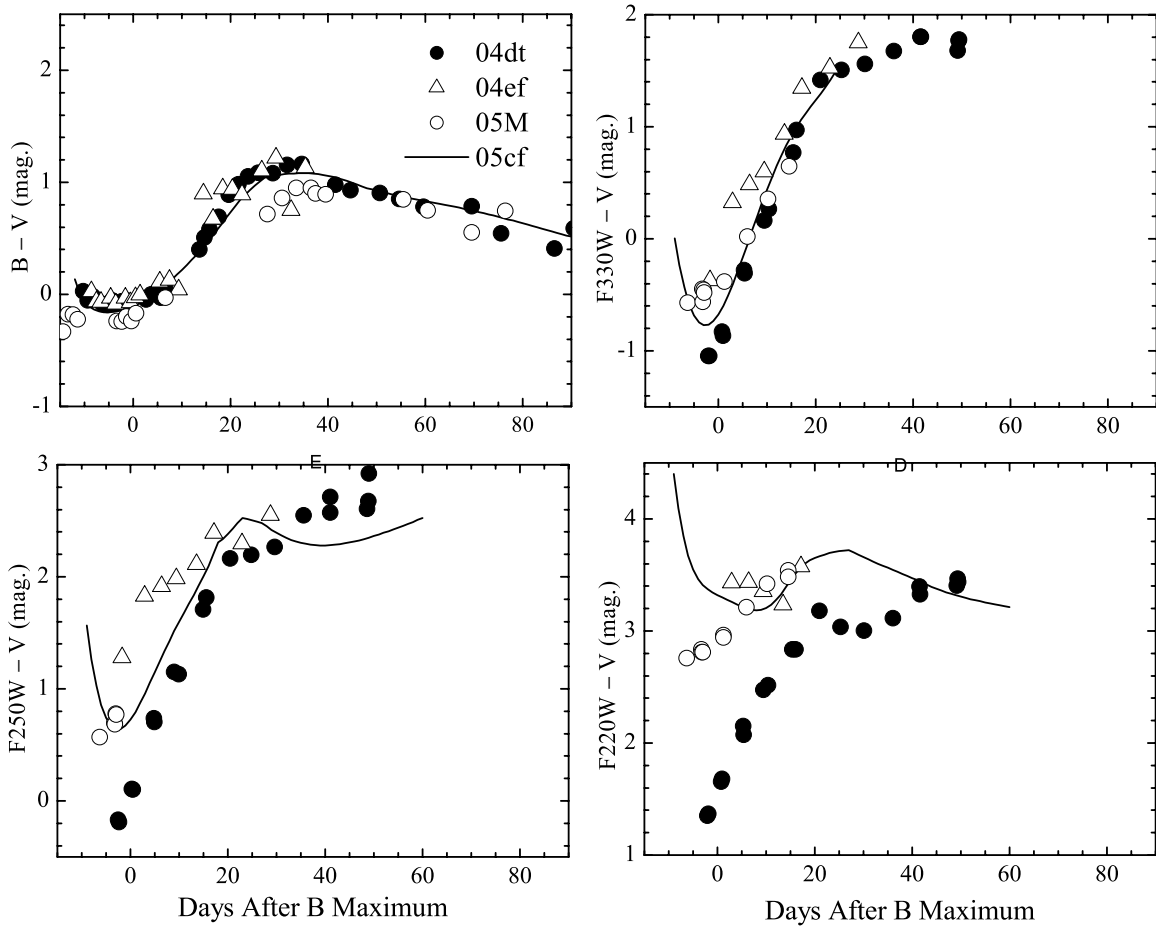 2
1
0
-1
B − V (mag.)
04dt
04ef
05M
05cf
0 20 40 60 80
2
1
0
-1
F330W − V (mag.)
0 20 40 60 80
3
2
1
0
F250W − V (mag.)
E
0 20 40 60 80
Days After B Maximum
4
3
2
1
F220W − V (mag.)
D
0 20 40 60 80
Days After B Maximum